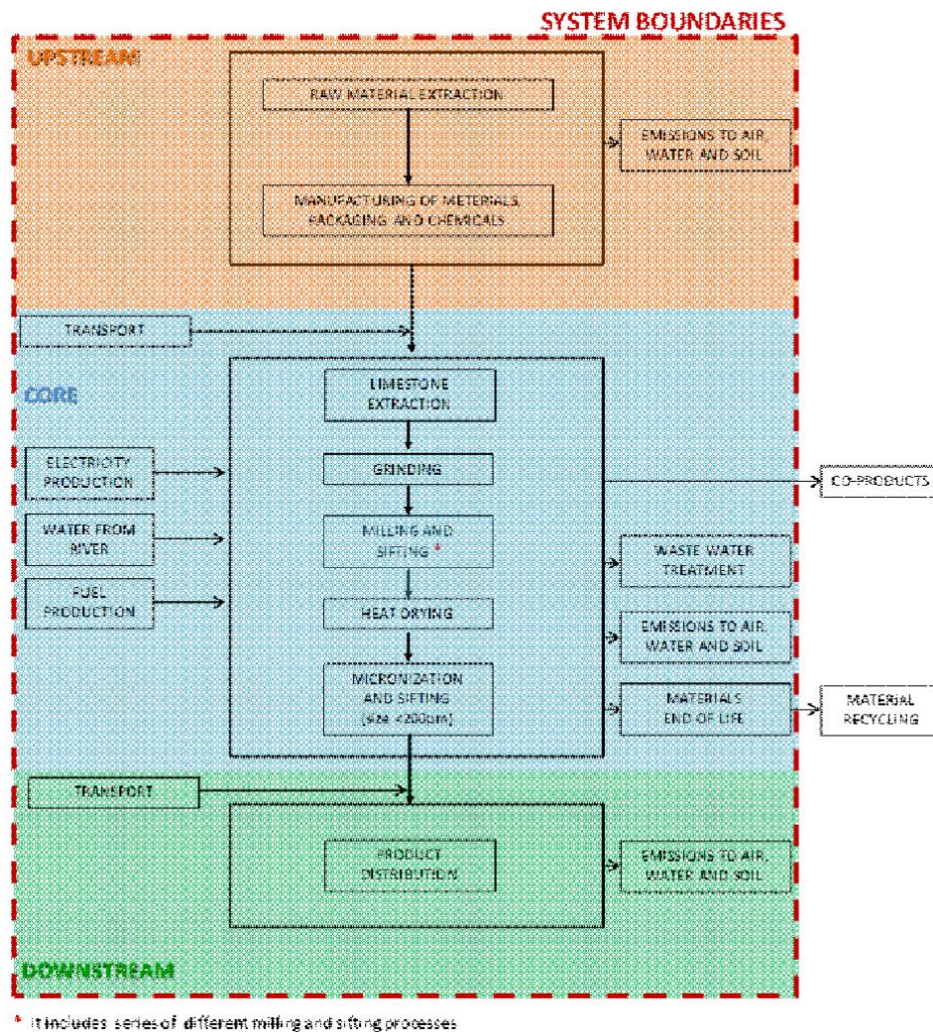 SYSTEM BOUNDARIES
UPSTREAM
RAW MATERIAL EXTRACTION
EMISSIONS TO AIR,
WATER AND SOIL
MANUFACTURING OF METERIALS,
PACKAGING AND CHEMICALS
TRANSPORT
CORE
LIMESTONE
EXTRACTION
ELECTRICITY
PRODUCTION
GRINDING
CO-PRODUCTS
WATER FROM
RIVER
MILLING AND
SIFTING *
WASTE WATER
TREATMENT
FUEL
PRODUCTION
HEAT DRYING
EMISSIONS TO AIR,
WATER AND SOIL
MICRONIZATION
AND SIFTING
(size <200um)
MATERIALS
END OF LIFE
MATERIAL
RECYCLING
TRANSPORT
PRODUCT
DISTRIBUTION
EMISSIONS TO AIR,
WATER AND SOIL
DOWNSTREAM
* It includes series of different milling and sifting processes